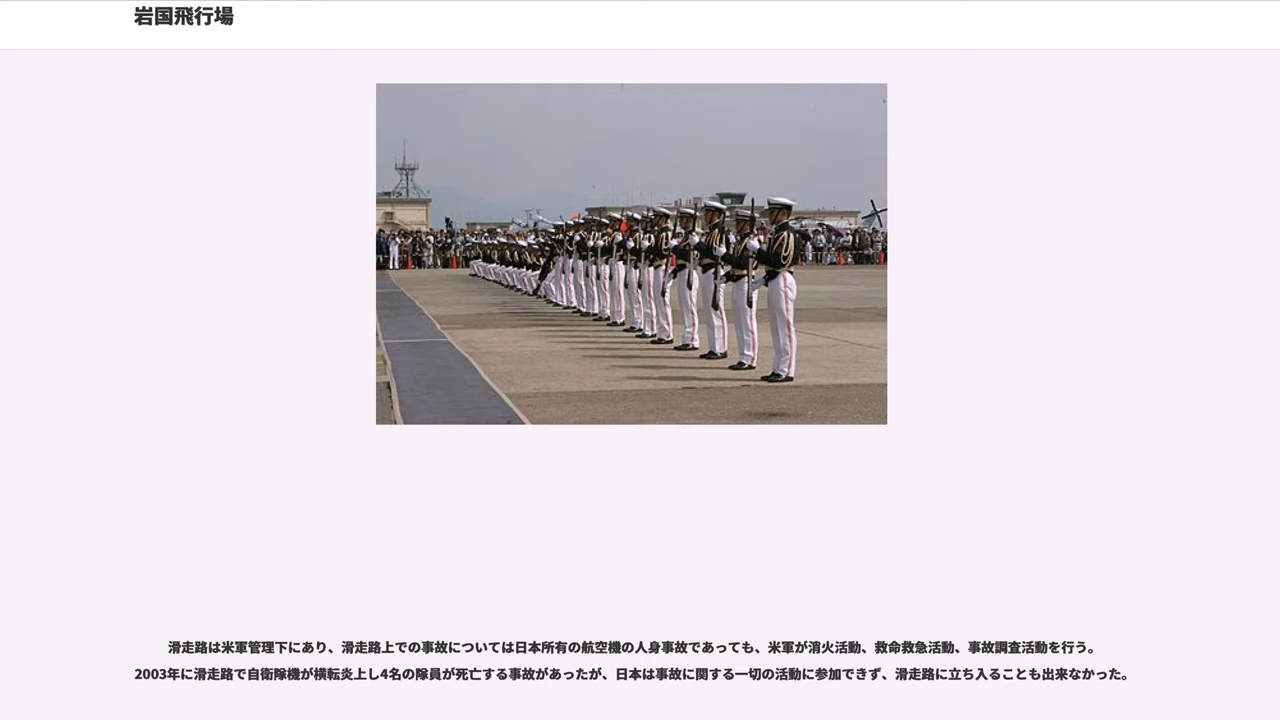 岩国飛行場
滑走路は米軍管理下にあり、滑走路上での事故については日本所有の航空機の人身事故であっても、米軍が消火活動、救命救急活動、事故調査活動を行う。
2003年に滑走路で自衛隊機が横転炎上し4名の隊員が死亡する事故があったが、日本は事故に関する一切の活動に参加できず、滑走路に立ち入ることも出来なかった。